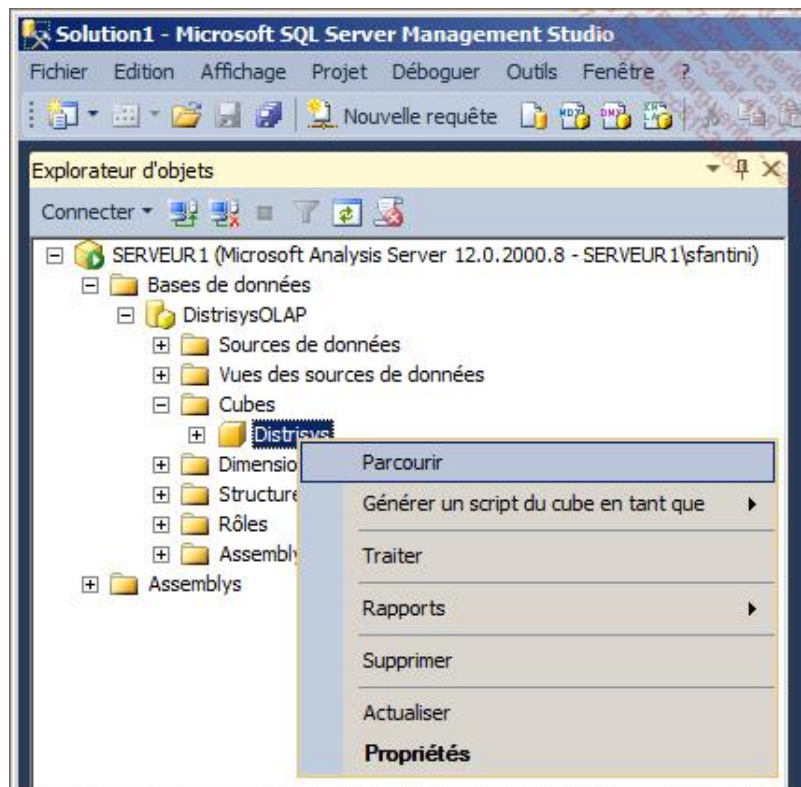 Solution1 - Microsoft SQL Server Management Studio
Fichier Edition Affichage Projet Déboguer Outils Fenêtre ?
Nouvelle requête
Explorateur d'objets
Connecter
SERVEUR1 (Microsoft Analysis Server 12.0.2000.8 - SERVEUR1\sfantini)
Bases de données
DistrisysOLAP
Sources de données
Vues des sources de données
Cubes
Distrisys
Dimensio
Structure
Rôles
Assembly
Assemblys
Parcourir
Générer un script du cube en tant que
Traiter
Rapports
Supprimer
Actualiser
Propriétés